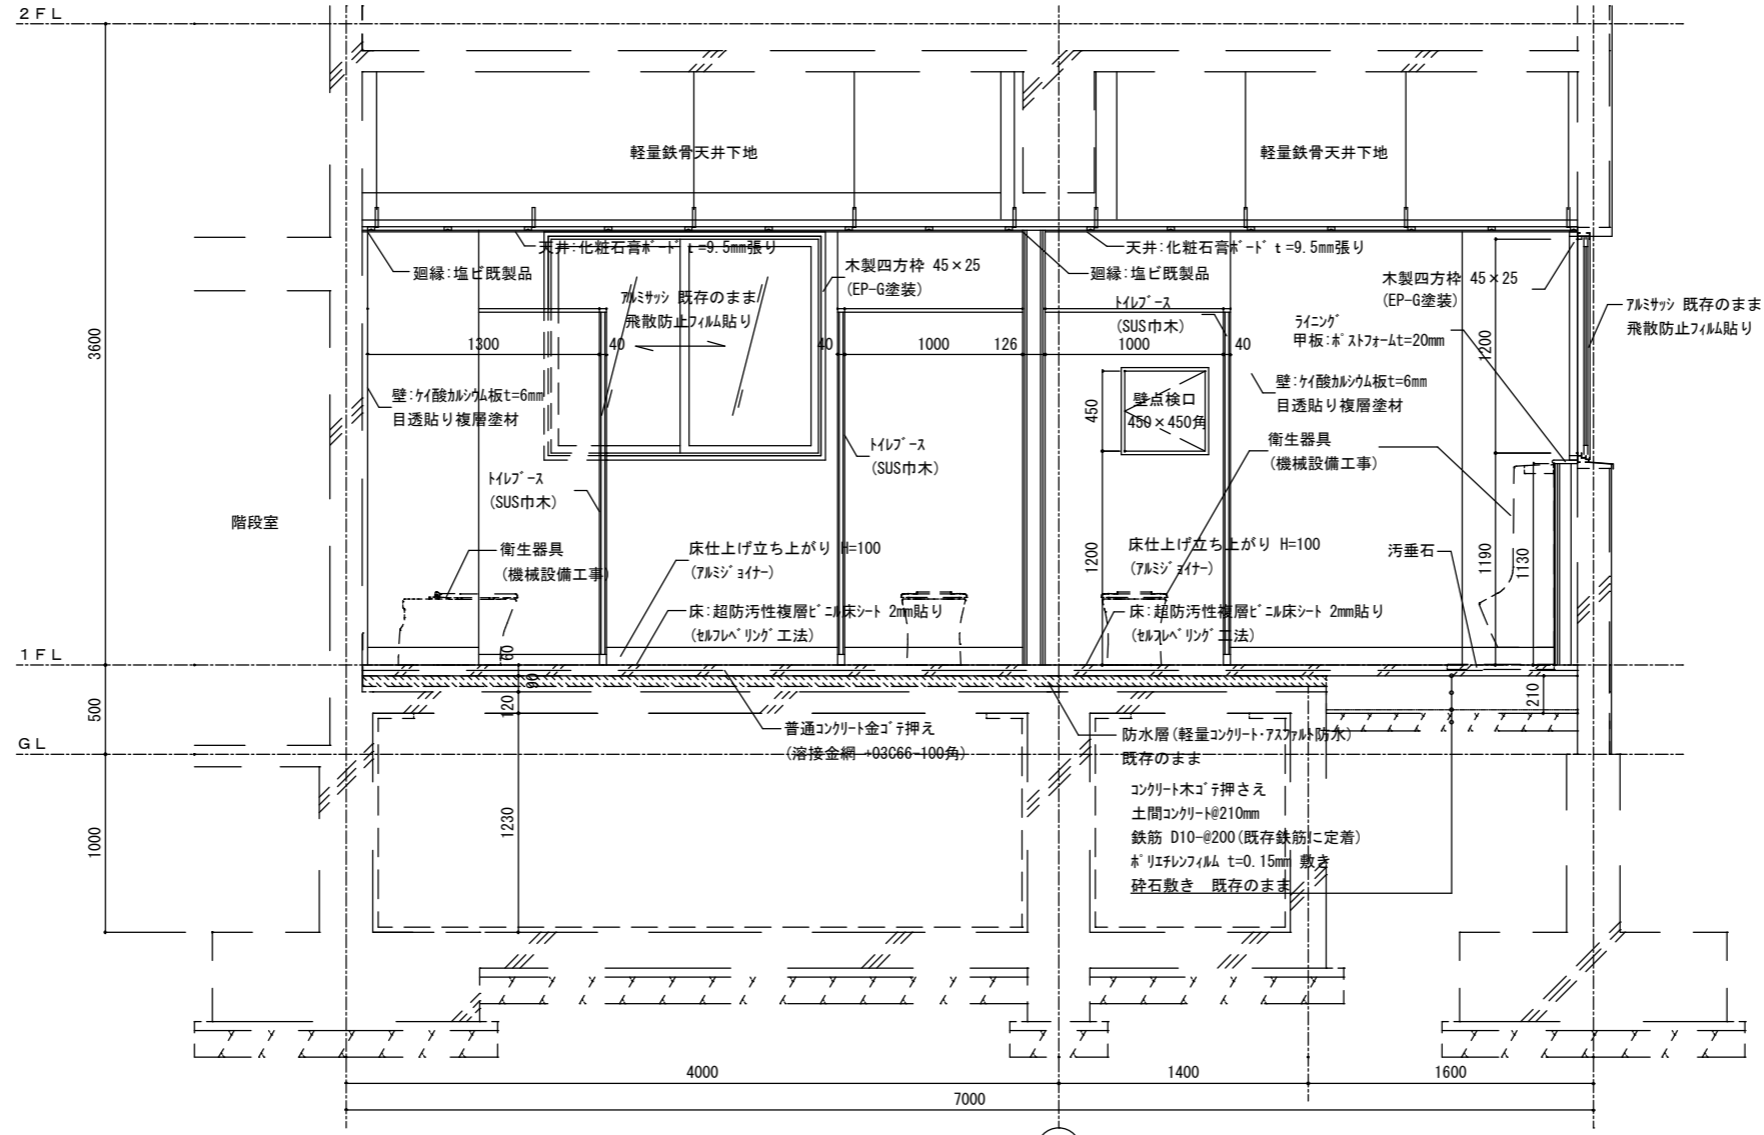 ２ＦＬ
軽量鉄骨天井下地
軽量鉄骨天井下地
天井:化粧石膏ﾎﾞｰﾄﾞ t=9.5mm張り
天井:化粧石膏ﾎﾞｰﾄﾞ t=9.5mm張り
廻縁:塩ビ既製品
木製四方枠 45×25
(EP-G塗装)
廻縁:塩ビ既製品
木製四方枠 45×25
(EP-G塗装)
ｱﾙﾐｻｯｼ 既存のまま
飛散防止ﾌｨﾙﾑ貼り
ﾄｲﾚﾌﾞｰｽ
(SUS巾木)
ﾗｲﾆﾝｸﾞ
甲板:ﾎﾟｽﾄﾌｫｰﾑt=20mm
ｱﾙﾐｻｯｼ 既存のまま
飛散防止ﾌｨﾙﾑ貼り
3600
1300
40
40
1000
126
1000
40
1200
壁:ｹｲ酸ｶﾙｼｳﾑ板t=6mm
目透貼り複層塗材
450
壁点検口
450×450角
壁:ｹｲ酸ｶﾙｼｳﾑ板t=6mm
目透貼り複層塗材
ﾄｲﾚﾌﾞｰｽ
(SUS巾木)
衛生器具
(機械設備工事)
ﾄｲﾚﾌﾞｰｽ
(SUS巾木)
階段室
衛生器具
(機械設備工事)
床仕上げ立ち上がり H=100
(ｱﾙﾐｼﾞｮｲﾅｰ)
1200
床仕上げ立ち上がり H=100
(ｱﾙﾐｼﾞｮｲﾅｰ)
汚垂石
1190
1130
床:超防汚性複層ﾋﾞﾆﾙ床ｼｰﾄ 2mm貼り
(ｾﾙﾌﾚﾍﾞﾘﾝｸﾞ工法)
床:超防汚性複層ﾋﾞﾆﾙ床ｼｰﾄ 2mm貼り
(ｾﾙﾌﾚﾍﾞﾘﾝｸﾞ工法)
１ＦＬ
60
90
120
210
500
普通ｺﾝｸﾘｰﾄ金ｺﾞﾃ押え
(溶接金網 →03C66-100角)
防水層(軽量ｺﾝｸﾘｰﾄ・ｱｽﾌｧﾙﾄ防水)
既存のまま
ＧＬ
1000
1230
ｺﾝｸﾘｰﾄ木ｺﾞﾃ押さえ
土間ｺﾝｸﾘｰﾄ@210mm
鉄筋 D10-@200(既存鉄筋に定着)
ﾎﾟﾘｴﾁﾚﾝﾌｨﾙﾑ t=0.15mm 敷き
砕石敷き 既存のまま
4000
1400
1600
7000